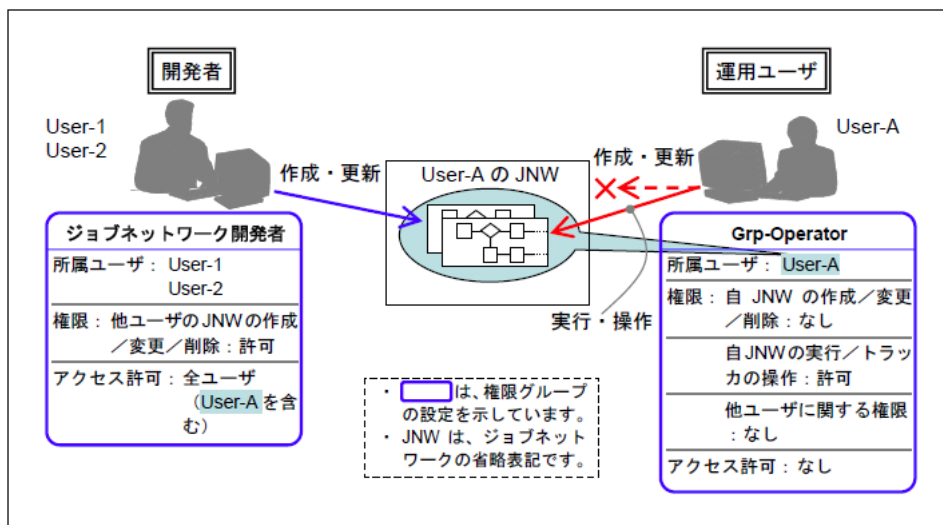 開発者
運用ユーザ
User-1
User-2
User-A
作成・更新
User-A の JNW
作成・更新
実行・操作
ジョブネットワーク開発者
所属ユーザ： User-1
User-2
権限：他ユーザのJNWの作成
／変更／削除：許可
アクセス許可：全ユーザ
（User-A を含
む）
・ は、権限グループ
の設定を示しています。
・ JNW は、ジョブネット
ワークの省略表記です。
Grp-Operator
所属ユーザ： User-A
権限：自 JNW の作成／変更
／削除：なし
自JNWの実行／トラッ
カの操作：許可
他ユーザに関する権限
：なし
アクセス許可：なし